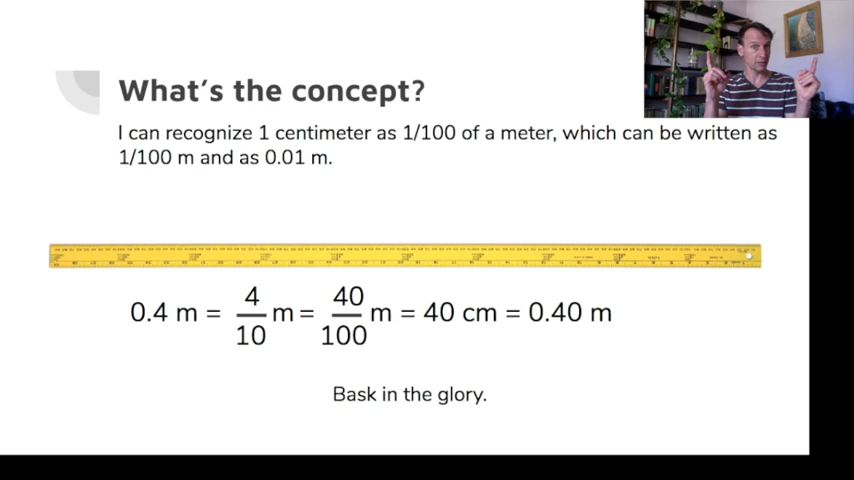 What's the concept?
I can recognize 1 centimeter as 1/100 of a meter, which can be written as
1/100 m and as 0.01 m.
0.4 m = 4/10 m = 40/100 m = 40 cm = 0.40 m
Bask in the glory.